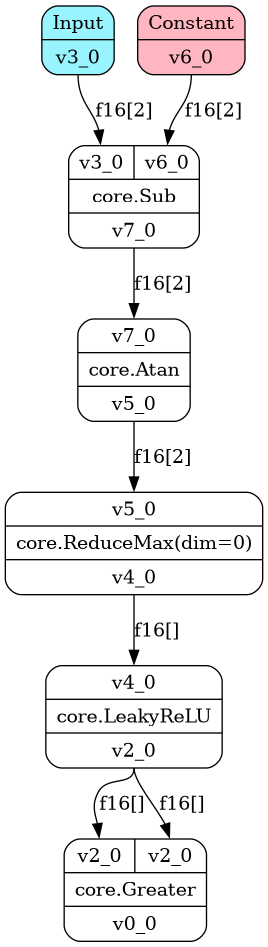 Input
v3_0
Constant
v6_0
f16[2]
f16[2]
v3_0 v6_0
core.Sub
v7_0
f16[2]
v7_0
core.Atan
v5_0
f16[2]
v5_0
core.ReduceMax(dim=0)
v4_0
f16[]
v4_0
core.LeakyReLU
v2_0
f16[] f16[]
v2_0 v2_0
core.Greater
v0_0